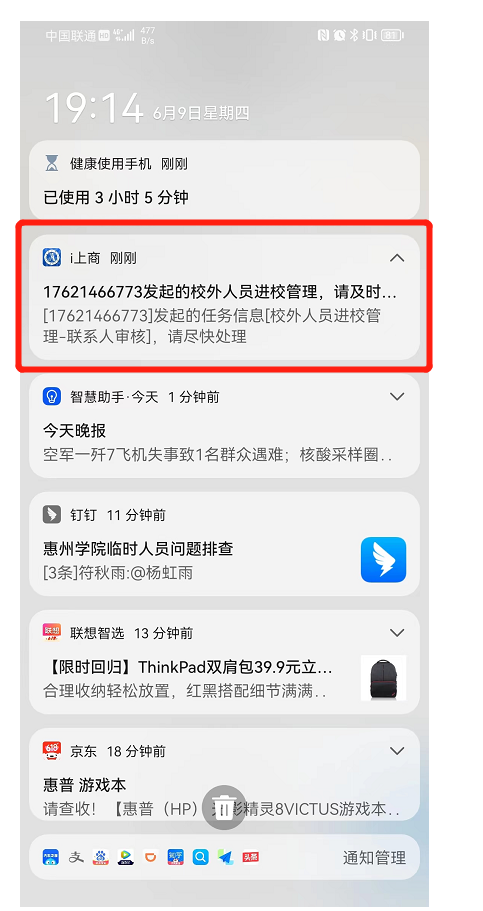 中国联通 HD 46+ 477 B/s 81
19:14 6月9日星期四
健康使用手机 刚刚
已使用 3 小时 5 分钟
i上商 刚刚
17621466773发起的校外人员进校管理，请及时...
[17621466773]发起的任务信息[校外人员进校管
理-联系人审核]，请尽快处理
智慧助手·今天 1 分钟前
今天晚报
空军一歼7飞机失事致1名群众遇难；核酸采样圈..
钉钉 11 分钟前
惠州学院临时人员问题排查
[3条]符秋雨:@杨虹雨
联想智选 13 分钟前
【限时回归】ThinkPad双肩包39.9元立...
合理收纳轻松放置，红黑搭配细节满满..
京东 18 分钟前
惠普 游戏本
请查收！【惠普（HP）影精灵8VICTUS游戏本..
通知管理